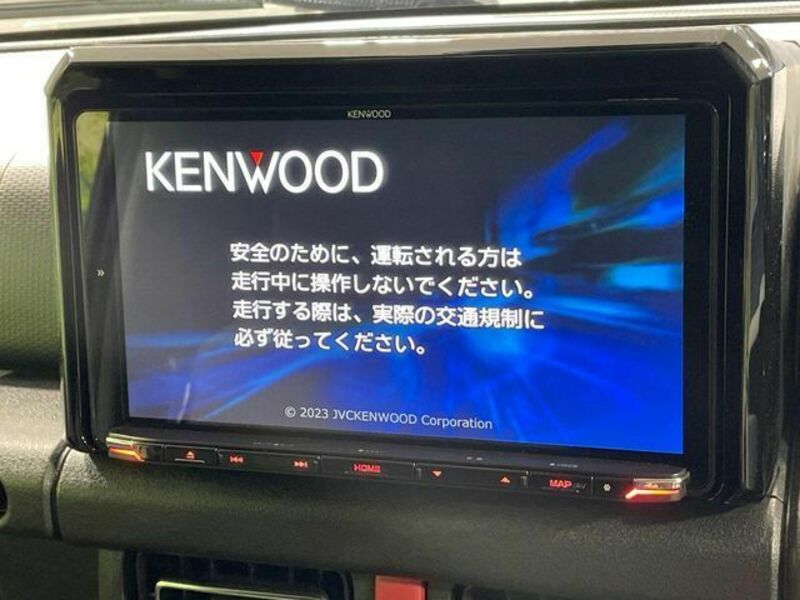 KENWOOD
KENWOOD
安全のために、運転される方は
走行中に操作しないでください。
走行する際は、実際の交通規制に
必ず従ってください。
© 2023 JVCKENWOOD Corporation
HOME
MAP/AV